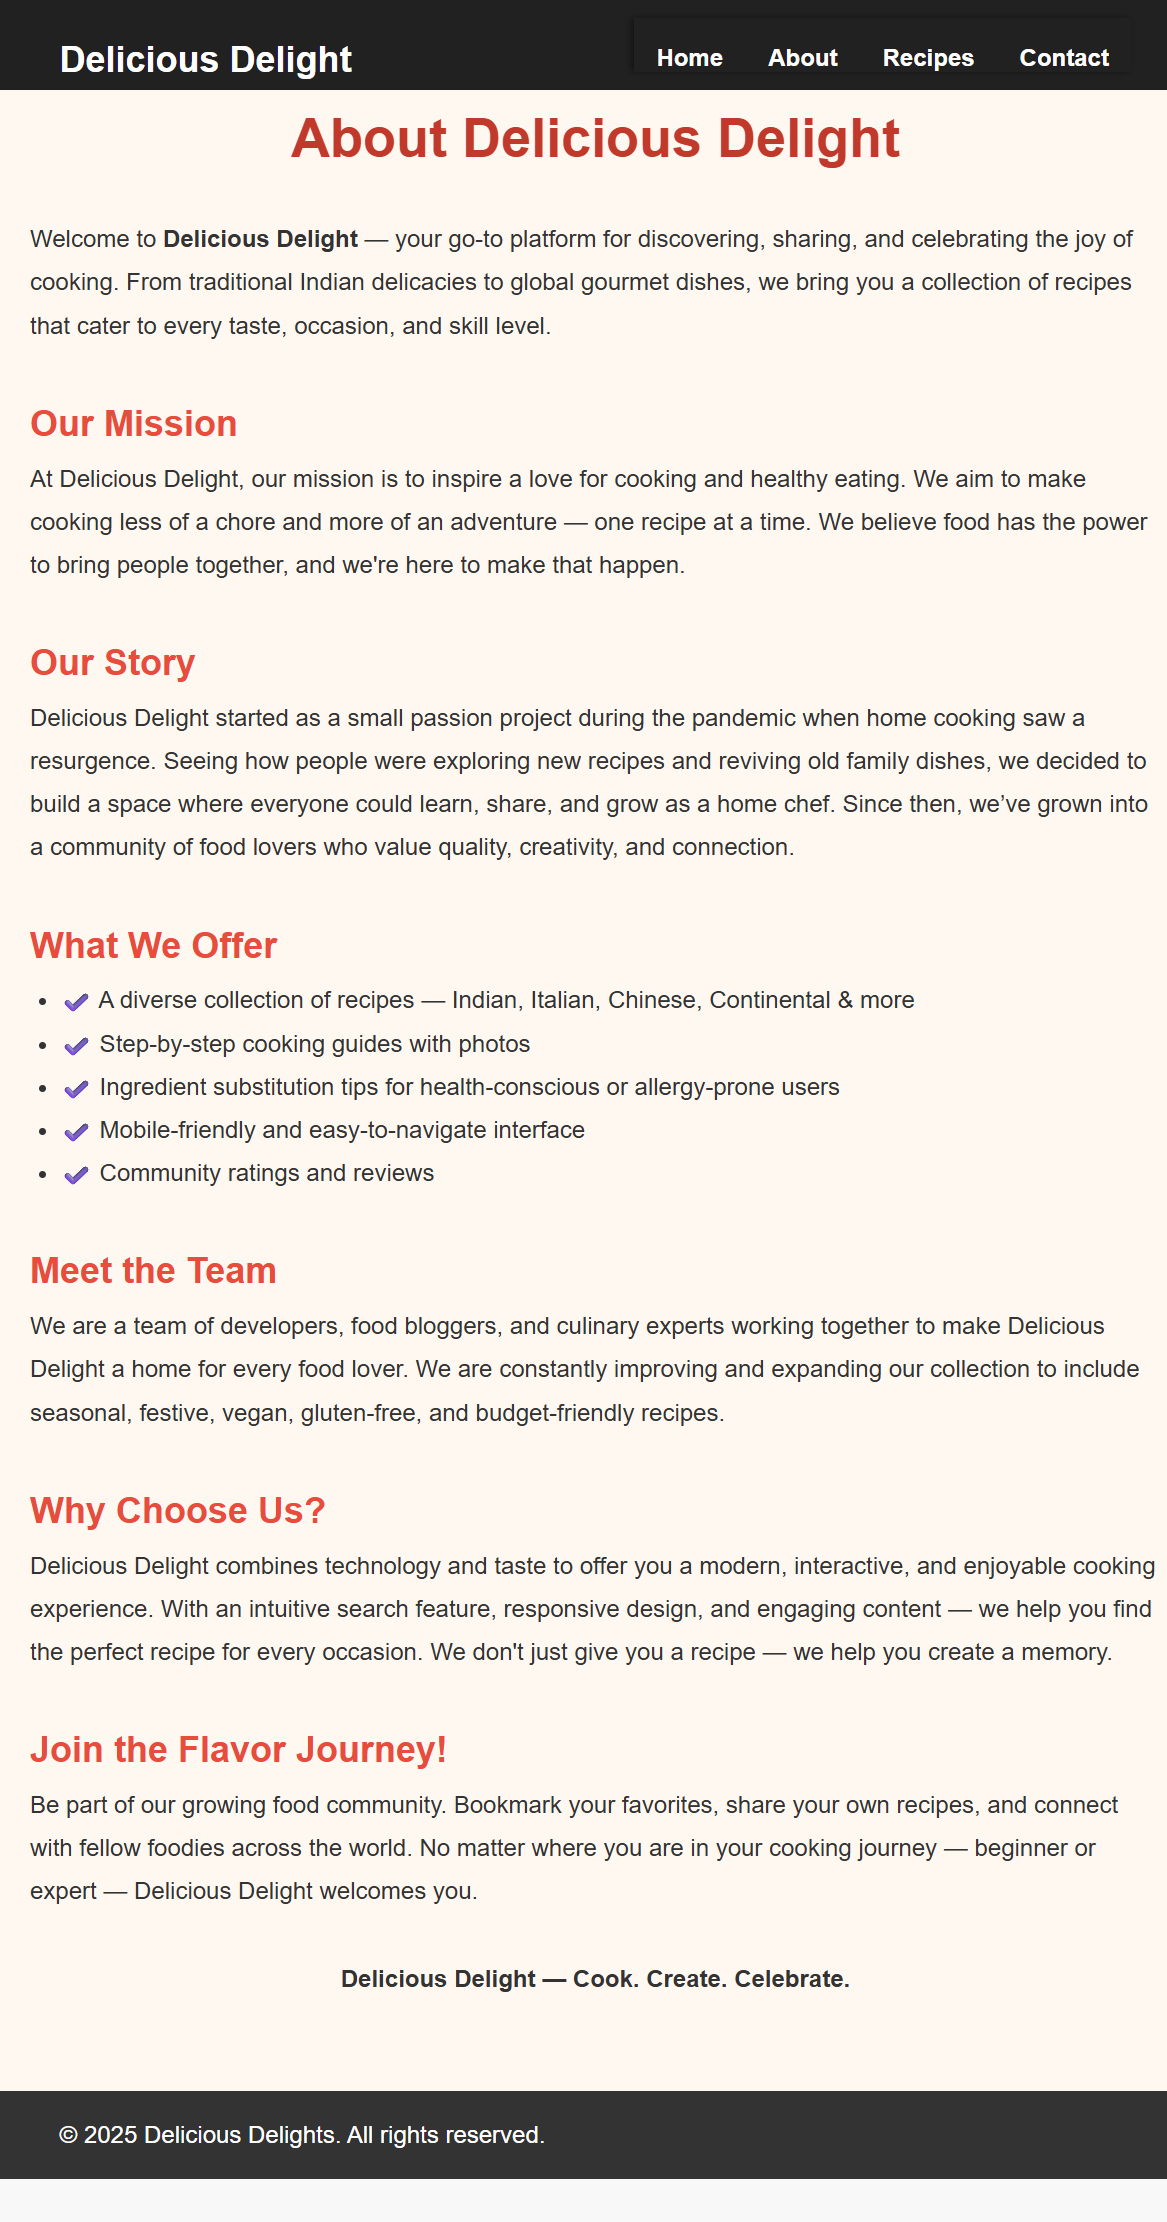 Delicious Delight
Home About Recipes Contact
About Delicious Delight
Welcome to Delicious Delight — your go-to platform for discovering, sharing, and celebrating the joy of
cooking. From traditional Indian delicacies to global gourmet dishes, we bring you a collection of recipes
that cater to every taste, occasion, and skill level.
Our Mission
At Delicious Delight, our mission is to inspire a love for cooking and healthy eating. We aim to make
cooking less of a chore and more of an adventure — one recipe at a time. We believe food has the power
to bring people together, and we're here to make that happen.
Our Story
Delicious Delight started as a small passion project during the pandemic when home cooking saw a
resurgence. Seeing how people were exploring new recipes and reviving old family dishes, we decided to
build a space where everyone could learn, share, and grow as a home chef. Since then, we’ve grown into
a community of food lovers who value quality, creativity, and connection.
What We Offer
• ✔ A diverse collection of recipes — Indian, Italian, Chinese, Continental & more
• ✔ Step-by-step cooking guides with photos
• ✔ Ingredient substitution tips for health-conscious or allergy-prone users
• ✔ Mobile-friendly and easy-to-navigate interface
• ✔ Community ratings and reviews
Meet the Team
We are a team of developers, food bloggers, and culinary experts working together to make Delicious
Delight a home for every food lover. We are constantly improving and expanding our collection to include
seasonal, festive, vegan, gluten-free, and budget-friendly recipes.
Why Choose Us?
Delicious Delight combines technology and taste to offer you a modern, interactive, and enjoyable cooking
experience. With an intuitive search feature, responsive design, and engaging content — we help you find
the perfect recipe for every occasion. We don't just give you a recipe — we help you create a memory.
Join the Flavor Journey!
Be part of our growing food community. Bookmark your favorites, share your own recipes, and connect
with fellow foodies across the world. No matter where you are in your cooking journey — beginner or
expert — Delicious Delight welcomes you.
Delicious Delight — Cook. Create. Celebrate.
© 2025 Delicious Delights. All rights reserved.